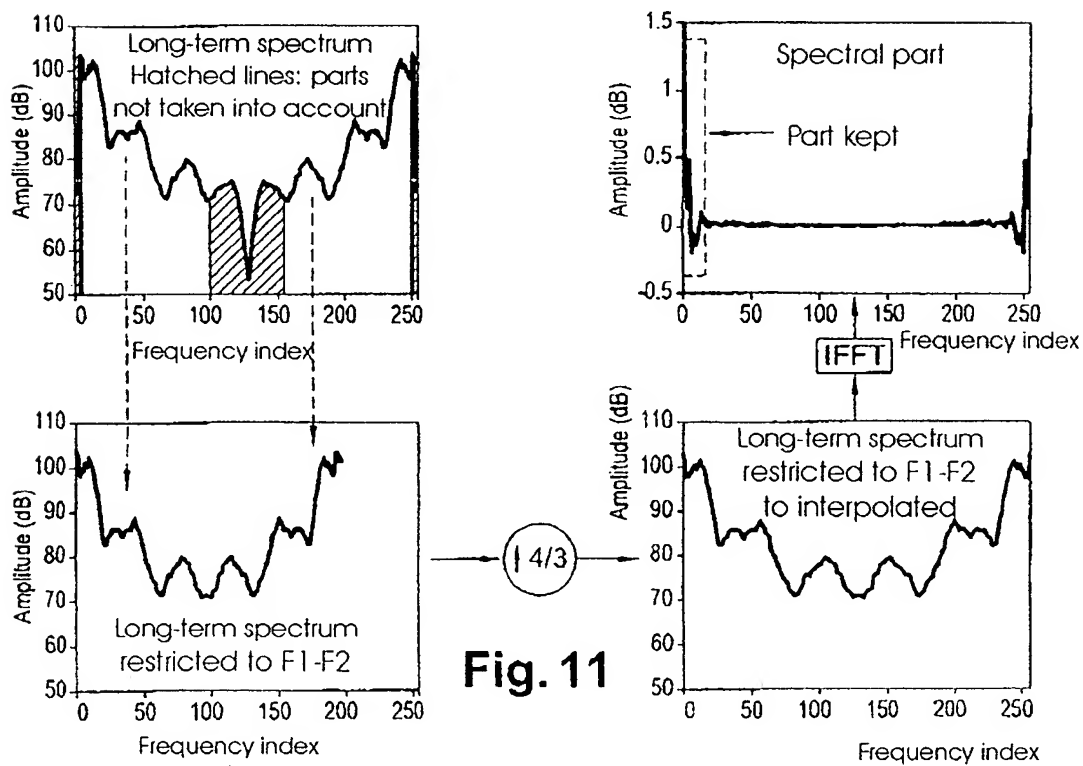 110
100
90
80
70
60
50
Amplitude (dB)
Long-term spectrum
Hatched lines: parts
not taken into account
0 50 100 150 200 250
Frequency index
1.5
1
0.5
0
-0.5
Amplitude (dB)
Spectral part
Part kept
0 50 100 150 200 250
Frequency index
IFFT
110
100
90
80
70
60
50
Amplitude (dB)
Long-term spectrum
restricted to F1-F2
0 50 100 150 200 250
Frequency index
4/3
Fig. 11
110
100
90
80
70
60
50
Amplitude (dB)
Long-term spectrum
restricted to F1-F2
to interpolated
0 50 100 150 200 250
Frequency index